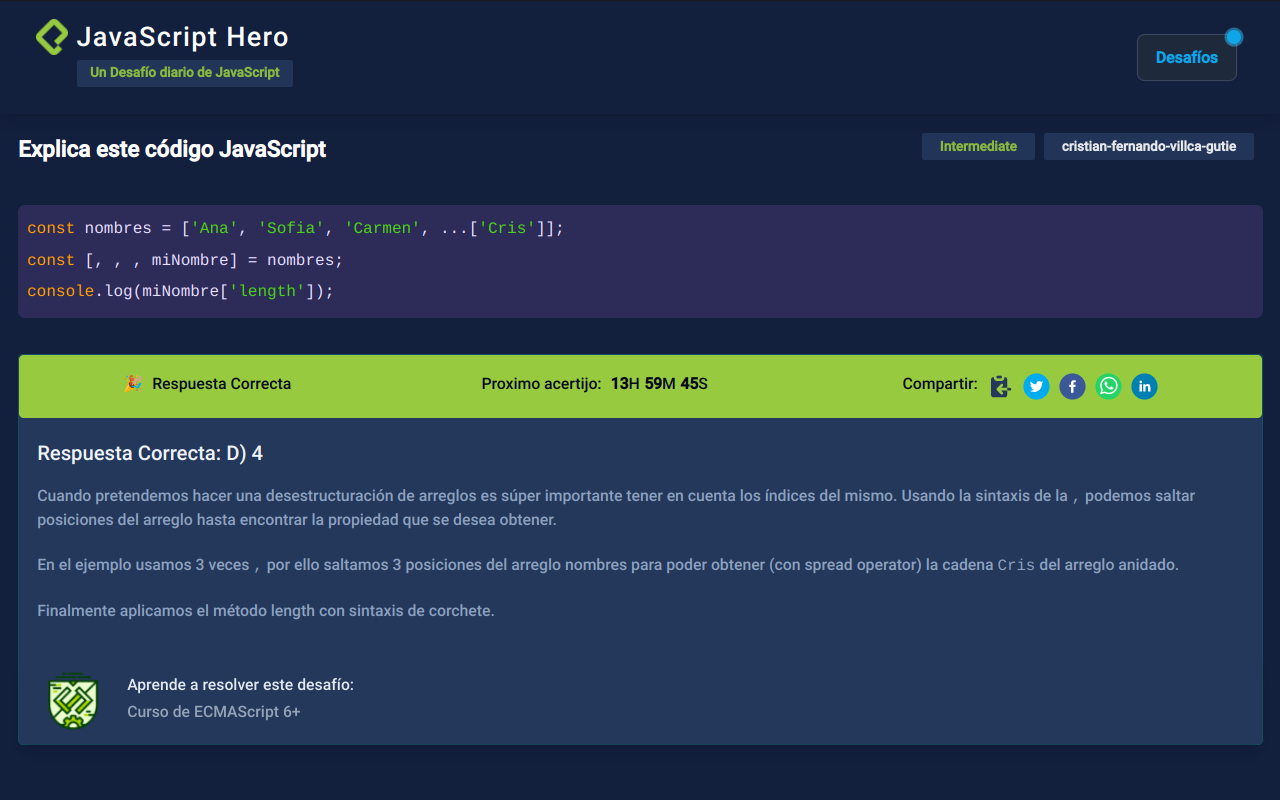 JavaScript Hero
Un Desafío diario de JavaScript
Desafíos
Explica este código JavaScript
Intermediate
cristian-fernando-villca-gutie
const nombres = ['Ana', 'Sofia', 'Carmen', ...['Cris']];
const [, , , miNombre] = nombres;
console.log(miNombre['length']);
🎉 Respuesta Correcta
Proximo acertijo: 13H 59M 45S
Compartir:
Respuesta Correcta: D) 4
Cuando pretendemos hacer una desestructuración de arreglos es súper importante tener en cuenta los índices del mismo. Usando la sintaxis de la , podemos saltar
posiciones del arreglo hasta encontrar la propiedad que se desea obtener.
En el ejemplo usamos 3 veces , por ello saltamos 3 posiciones del arreglo nombres para poder obtener (con spread operator) la cadena Cris del arreglo anidado.
Finalmente aplicamos el método length con sintaxis de corchete.
Aprende a resolver este desafío:
Curso de ECMAScript 6+